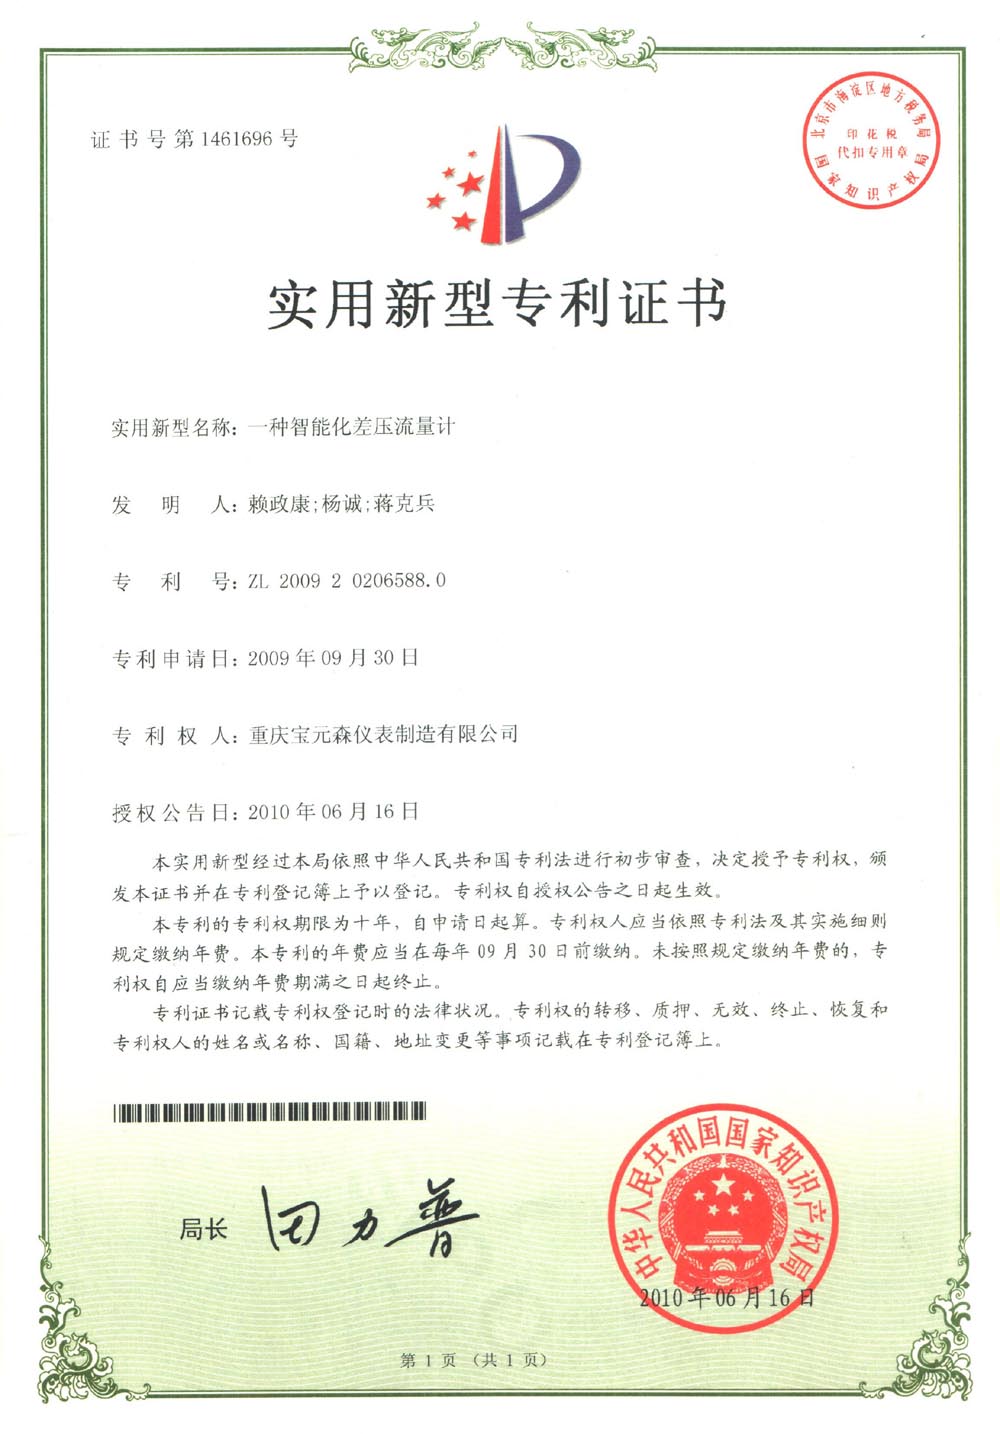 证书号第1461696号
北京市海淀区地方税务局
印花税
代扣专用章
国家知识产权局
实用新型专利证书
实用新型名称：一种智能化差压流量计
发明人：赖政康;杨诚;蒋克兵
专利号：ZL 2009 2 0206588.0
专利申请日：2009年09月30日
专利权人：重庆宝元森仪表制造有限公司
授权公告日：2010年06月16日
本实用新型经过本局依照中华人民共和国专利法进行初步审查，决定授予专利权，颁
发本证书并在专利登记簿上予以登记。专利权自授权公告之日起生效。
本专利的专利权期限为十年，自申请日起算。专利权人应当依照专利法及其实施细则
规定缴纳年费。本专利的年费应当在每年09月30日前缴纳。未按照规定缴纳年费的，专
利权自应当缴纳年费期满之日起终止。
专利证书记载专利权登记时的法律状况。专利权的转移、质押、无效、终止、恢复和
专利权人的姓名或名称、国籍、地址变更等事项记载在专利登记簿上。
局长 田力普
中华人民共和国国家知识产权局
2010年06月16日
第1页（共1页）